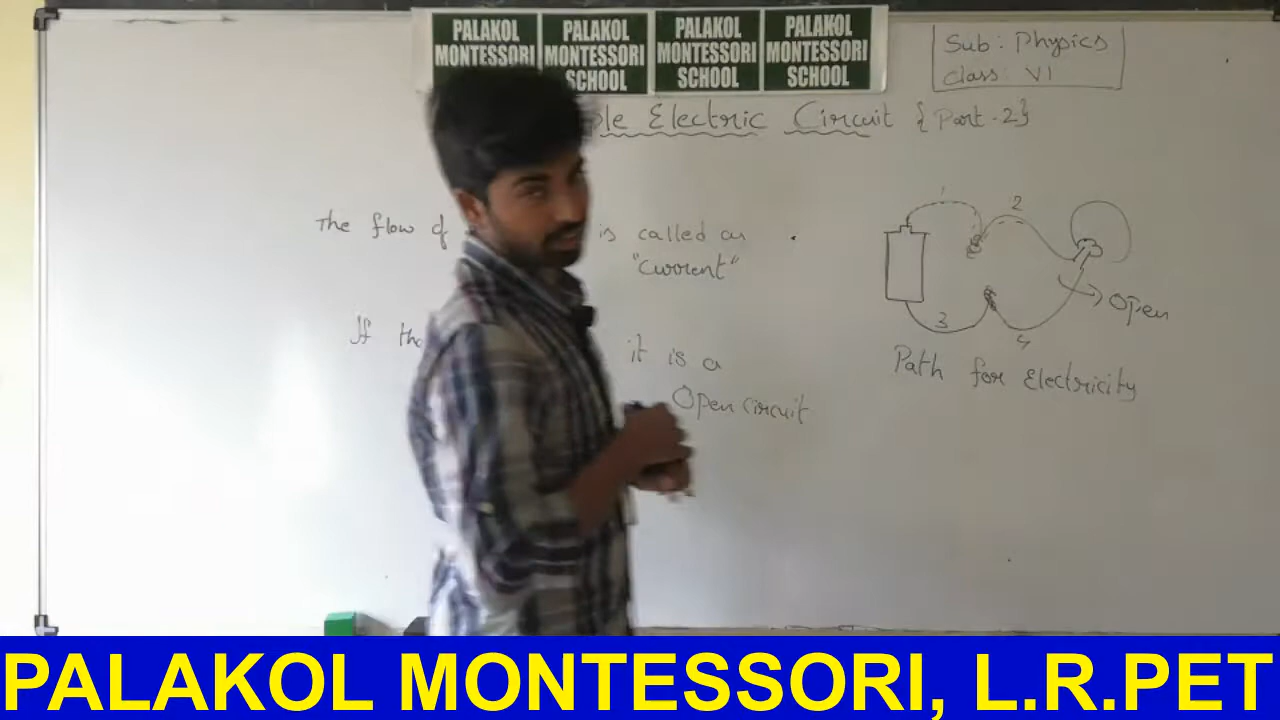 PALAKOL MONTESSORI SCHOOL
PALAKOL MONTESSORI SCHOOL
PALAKOL MONTESSORI SCHOOL
PALAKOL MONTESSORI SCHOOL
Sub: Physics
Class: VI
ple Electric Circuit {Part-2}
The flow of is called as
"Current"
If the it is a
Open circuit
1
2
3
4
Open
Path for Electricity
PALAKOL MONTESSORI, L.R.PET